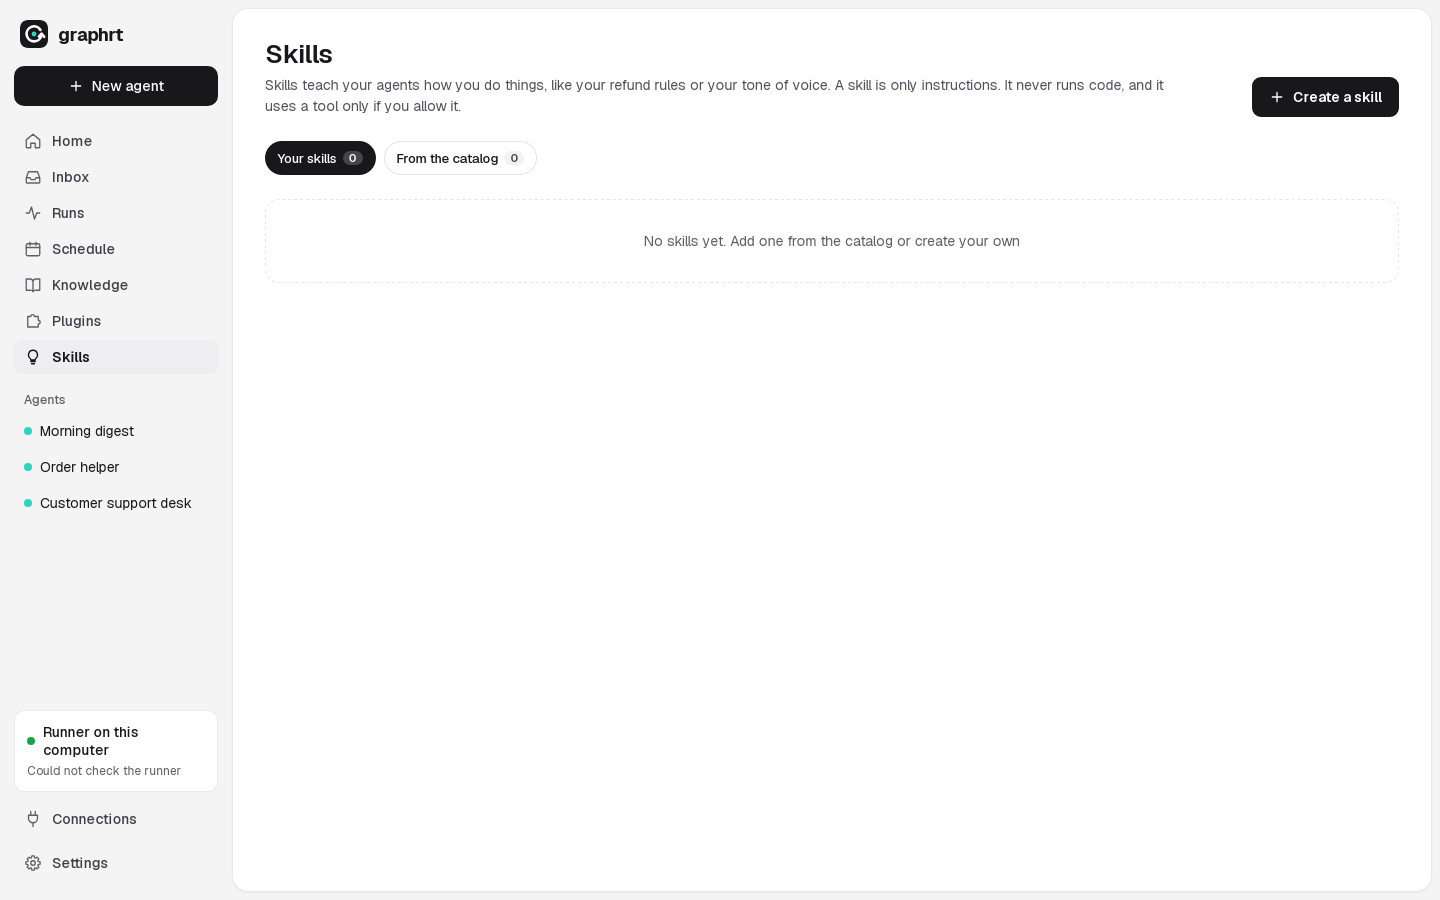 graphrt
New agent
Home
Inbox
Runs
Schedule
Knowledge
Plugins
Skills
Agents
Morning digest
Order helper
Customer support desk
Runner on this
computer
Could not check the runner
Connections
Settings
Skills
Skills teach your agents how you do things, like your refund rules or your tone of voice. A skill is only instructions. It never runs code, and it
uses a tool only if you allow it.
Create a skill
Your skills 0
From the catalog 0
No skills yet. Add one from the catalog or create your own